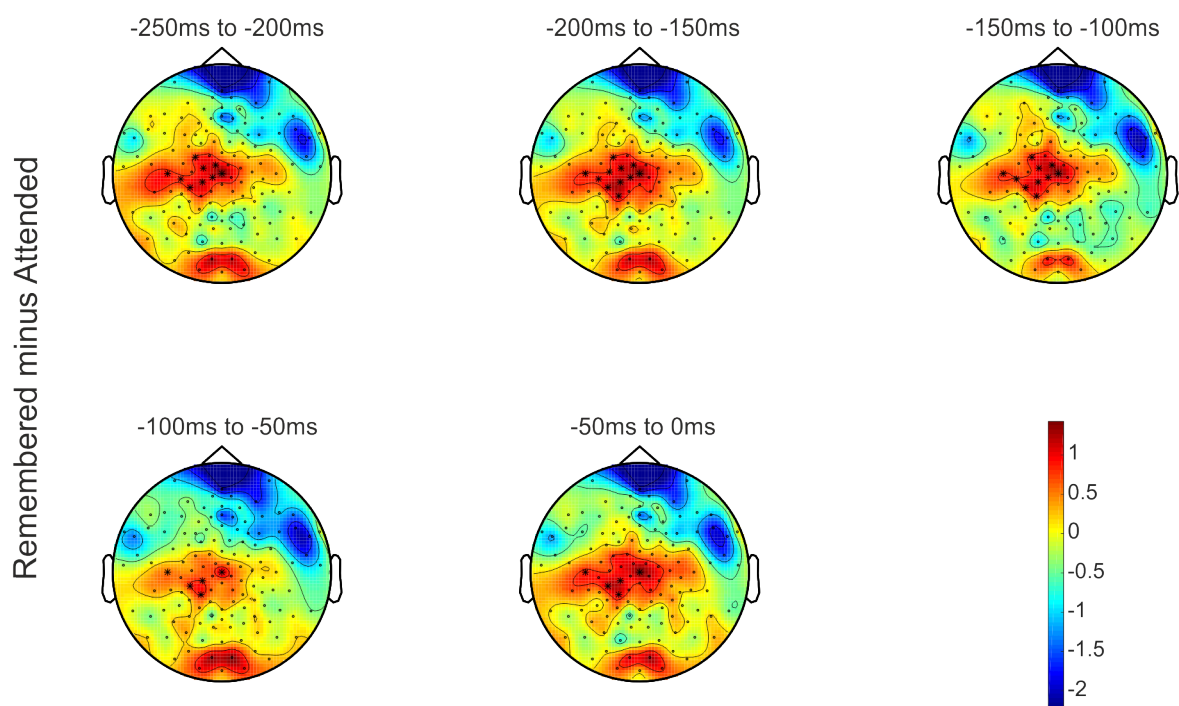 -250ms to -200ms
-200ms to -150ms
-150ms to -100ms
Remembered minus Attended
-100ms to -50ms
-50ms to 0ms
1
0.5
0
-0.5
-1
-1.5
-2